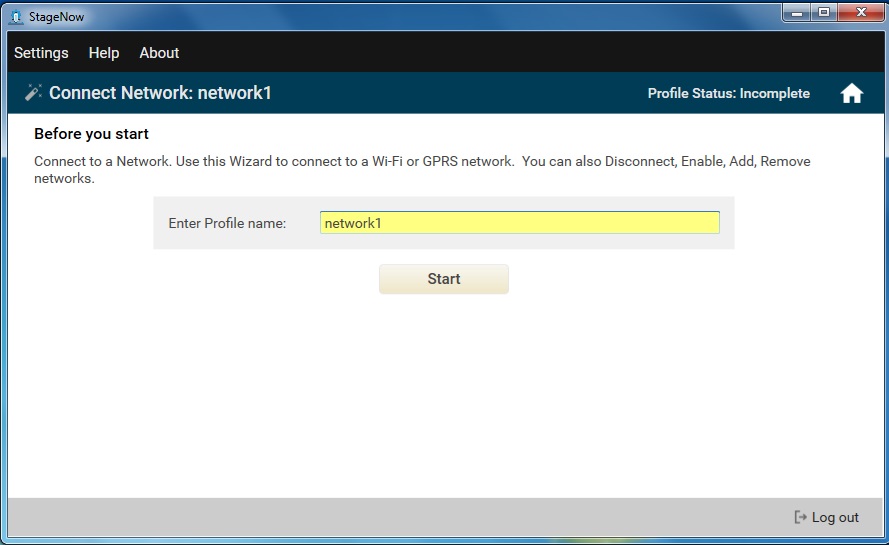 StageNow
Settings Help About
Connect Network: network1 Profile Status: Incomplete
Before you start
Connect to a Network. Use this Wizard to connect to a Wi-Fi or GPRS network.  You can also Disconnect, Enable, Add, Remove
networks.
Enter Profile name: network1
Start
Log out